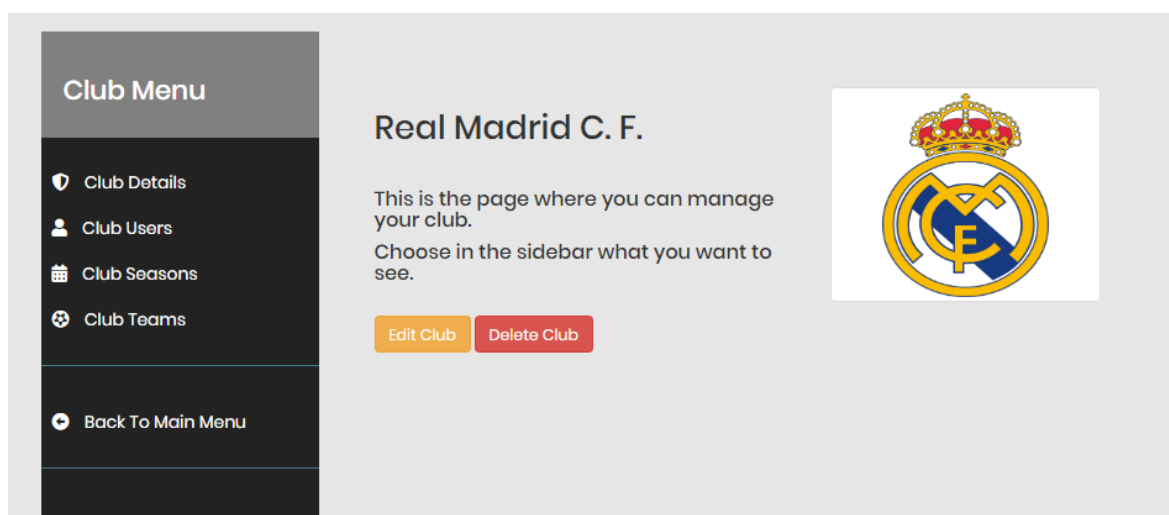 Club Menu
Club Details
Club Users
Club Seasons
Club Teams
Back To Main Menu
Real Madrid C. F.
This is the page where you can manage
your club.
Choose in the sidebar what you want to
see.
Edit Club
Delete Club